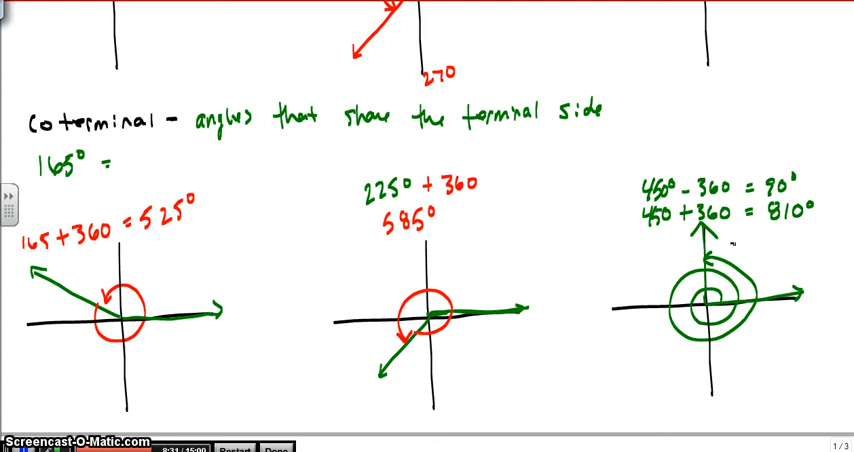 270
Coterminal - angles that share the terminal side
165° =
165 + 360 = 525°
225° + 360
585°
450° - 360 = 90°
450 + 360 = 810°
Screencast-O-Matic.com
8:31 / 15:00 Restart Done
1 / 3